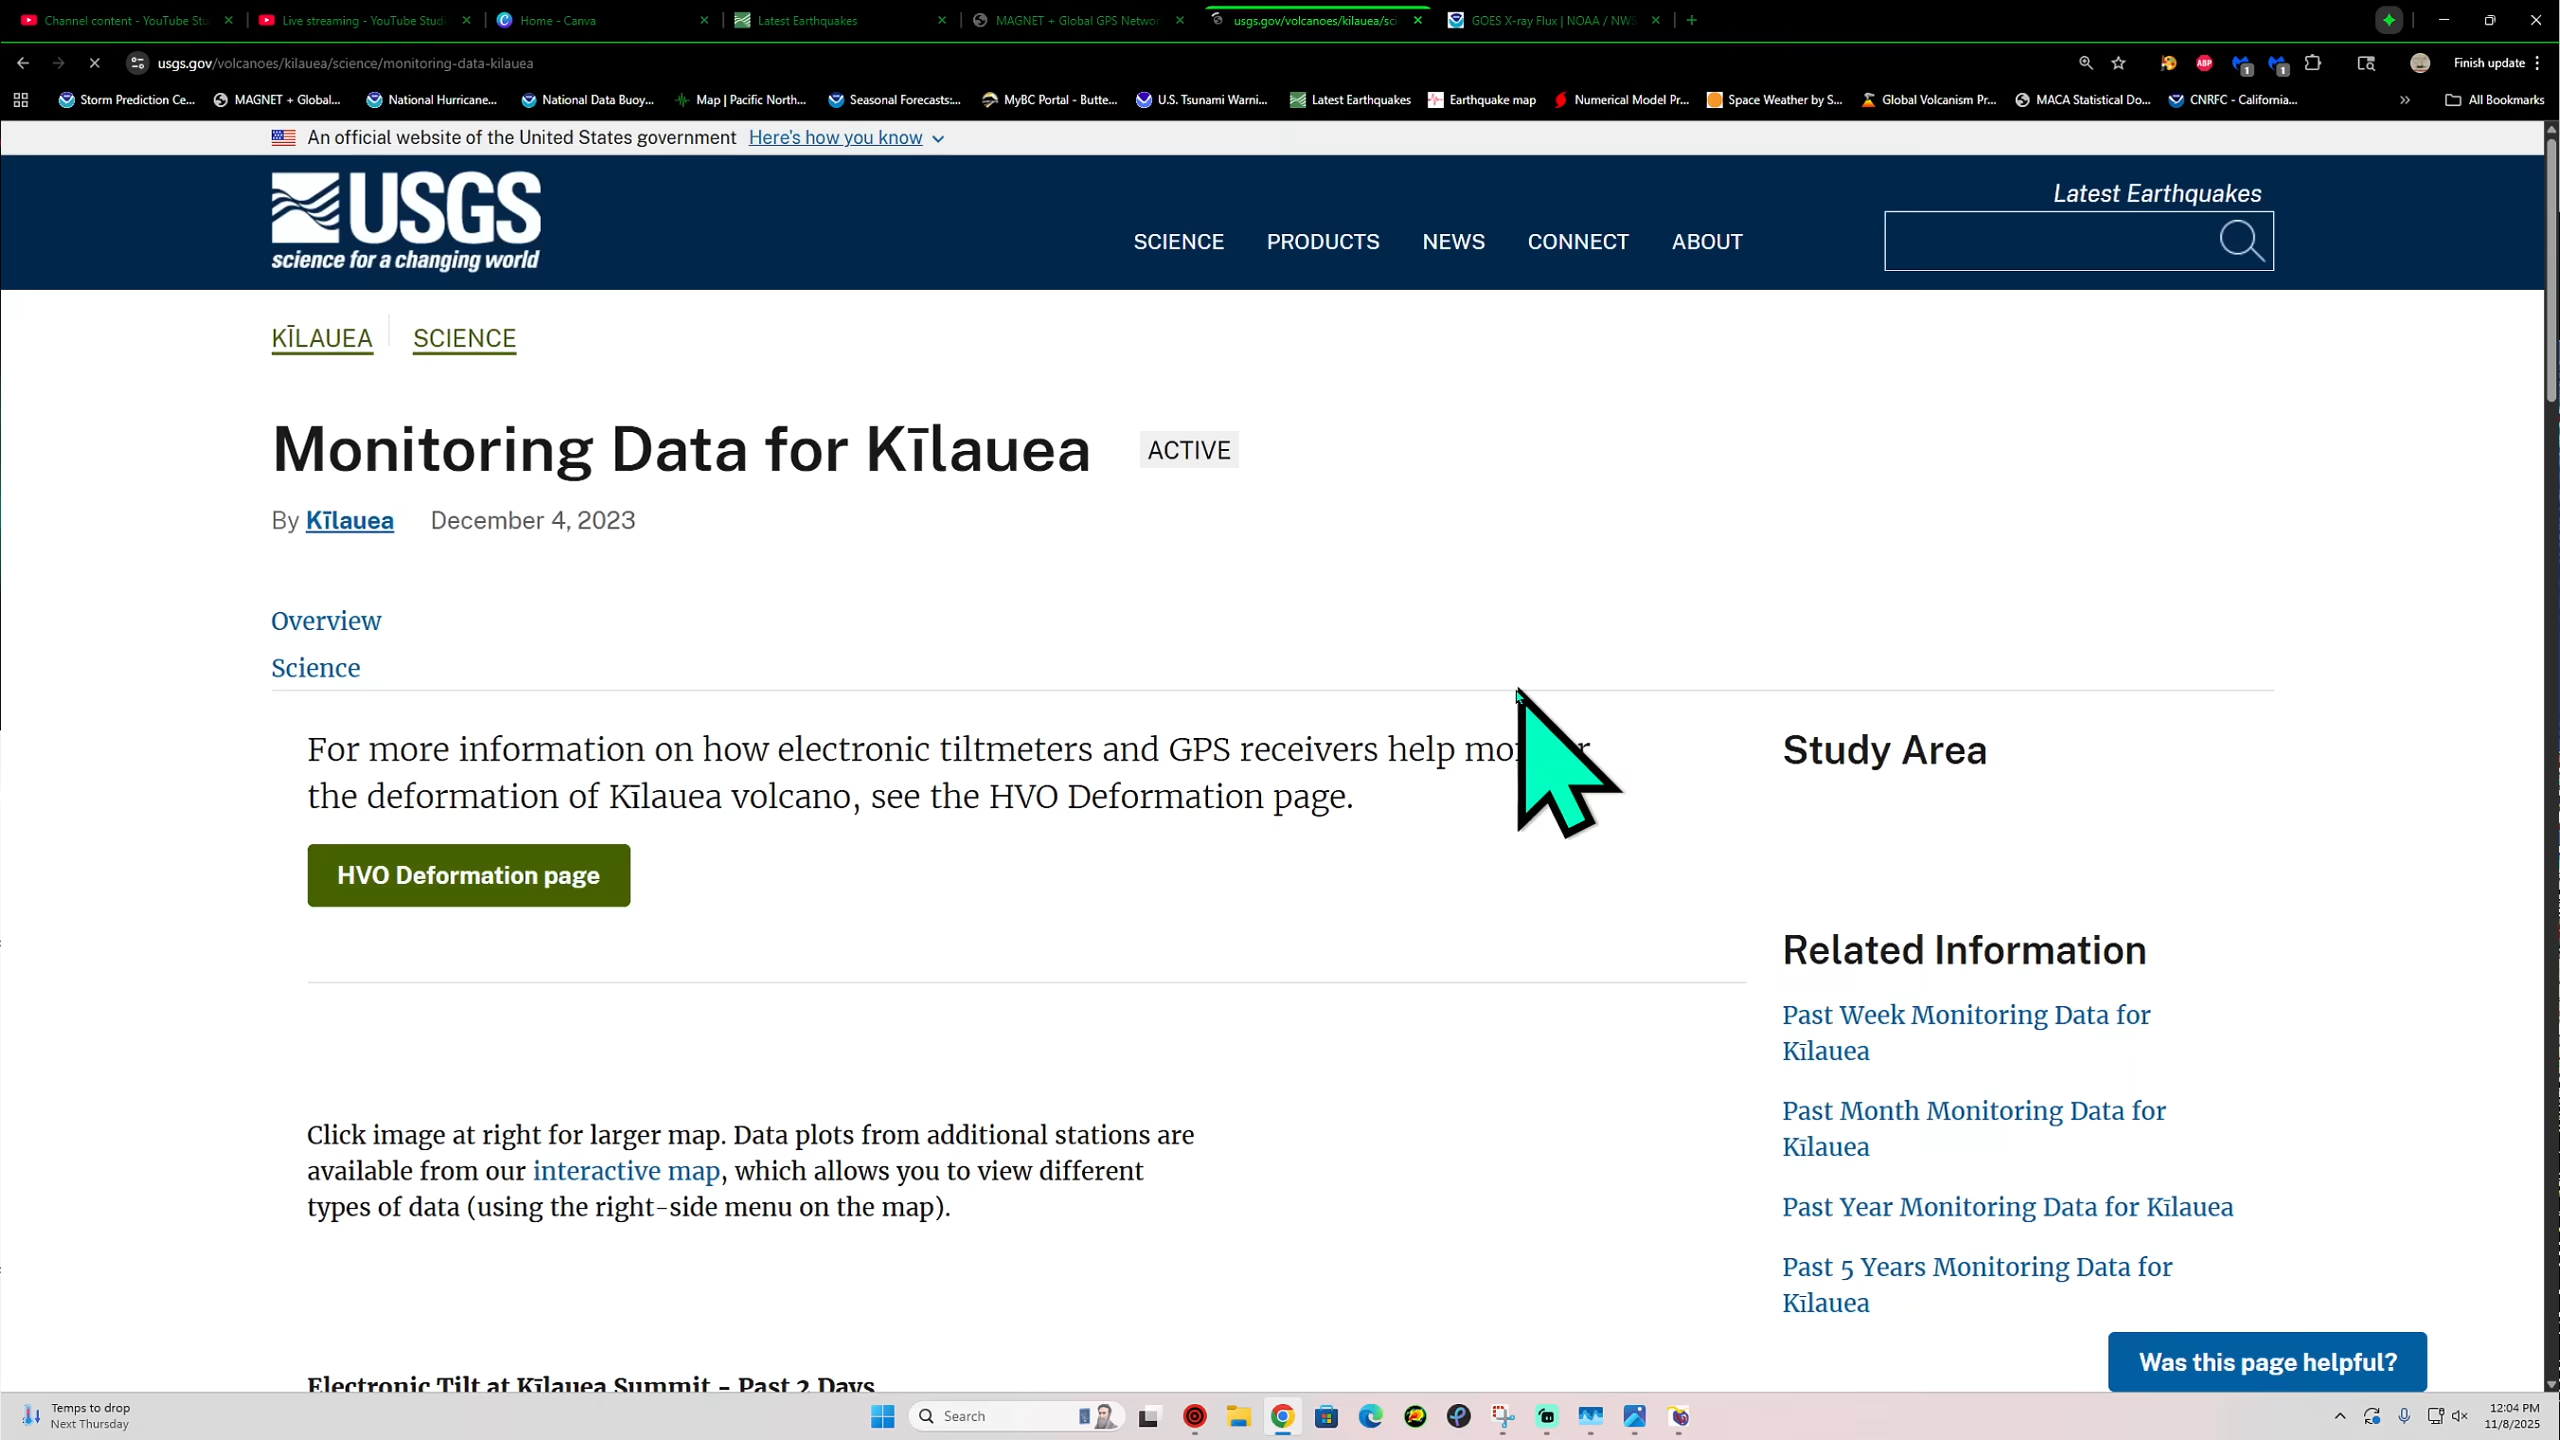 Channel content - YouTube Stu
Live streaming - YouTube Studi
Home - Canva
Latest Earthquakes
MAGNET + Global GPS Networ
usgs.gov/volcanoes/kilauea/sci
GOES X-ray Flux | NOAA / NWS
usgs.gov/volcanoes/kilauea/science/monitoring-data-kilauea
ABP
1
1
Finish update
Storm Prediction Ce...
MAGNET + Global...
National Hurricane...
National Data Buoy...
Map | Pacific North...
Seasonal Forecasts:...
MyBC Portal - Butte...
U.S. Tsunami Warni...
Latest Earthquakes
Earthquake map
Numerical Model Pr...
Space Weather by S...
Global Volcanism Pr...
MACA Statistical Do...
CNRFC - California...
All Bookmarks
An official website of the United States government Here's how you know
USGS
science for a changing world
SCIENCE
PRODUCTS
NEWS
CONNECT
ABOUT
Latest Earthquakes
KĪLAUEA
SCIENCE
Monitoring Data for Kīlauea
ACTIVE
By Kīlauea December 4, 2023
Overview
Science
For more information on how electronic tiltmeters and GPS receivers help
the deformation of Kīlauea volcano, see the HVO Deformation page.
HVO Deformation page
Click image at right for larger map. Data plots from additional stations are
available from our interactive map, which allows you to view different
types of data (using the right-side menu on the map).
Electronic Tilt at Kīlauea Summit - Past 2 Days
Study Area
Related Information
Past Week Monitoring Data for
Kīlauea
Past Month Monitoring Data for
Kīlauea
Past Year Monitoring Data for Kīlauea
Past 5 Years Monitoring Data for
Kīlauea
Was this page helpful?
Temps to drop
Next Thursday
Search
12:04 PM
11/8/2025